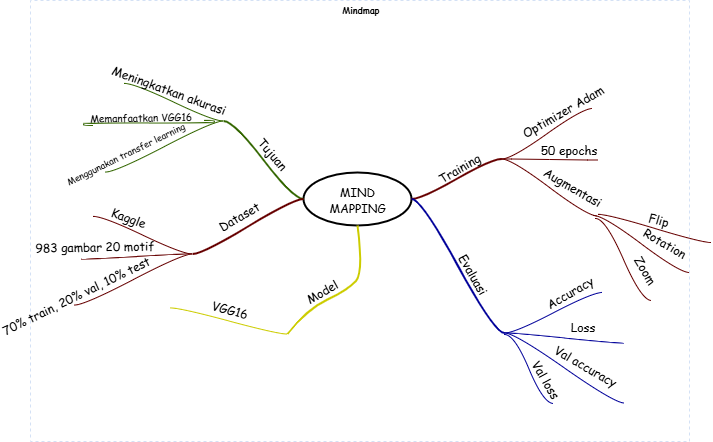 Mindmap
MIND
MAPPING
Tujuan
Meningkatkan akurasi
Memanfaatkan VGG16
Menggunakan transfer learning
Dataset
Kaggle
983 gambar 20 motif
70% train, 20% val, 10% test
Model
VGG16
Training
Optimizer Adam
50 epochs
Augmentasi
Flip
Rotation
Zoom
Evaluasi
Accuracy
Loss
Val accuracy
Val loss